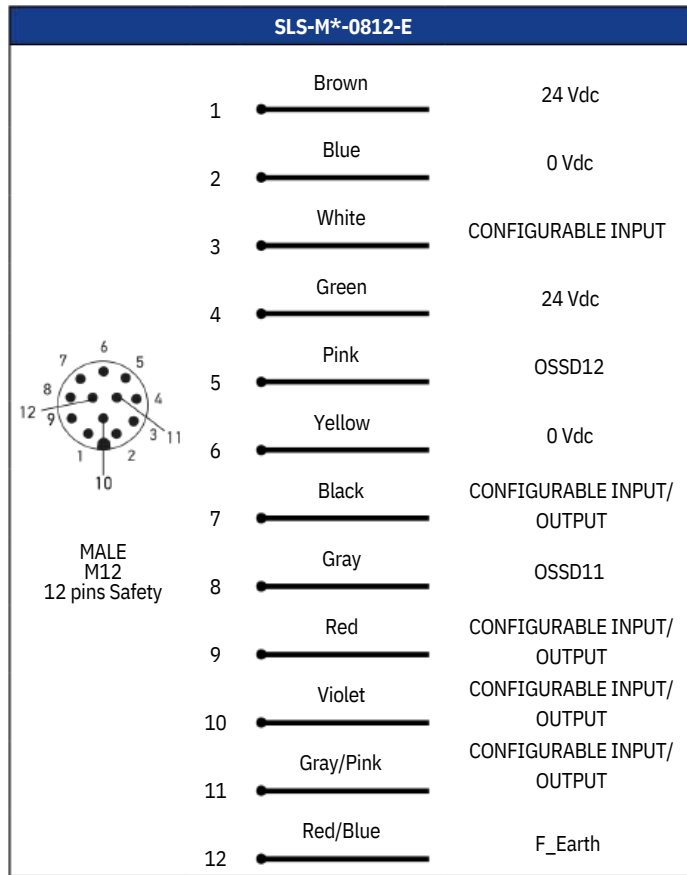 SLS-M*-0812-E
1 Brown 24 Vdc
2 Blue 0 Vdc
3 White CONFIGURABLE INPUT
4 Green 24 Vdc
5 Pink OSSD12
6 Yellow 0 Vdc
7 Black CONFIGURABLE INPUT/
OUTPUT
8 Gray OSSD11
9 Red CONFIGURABLE INPUT/
OUTPUT
10 Violet CONFIGURABLE INPUT/
OUTPUT
11 Gray/Pink CONFIGURABLE INPUT/
OUTPUT
12 Red/Blue F_Earth
6
7 5
8 4
12
9 3 11
1 2
10
MALE
M12
12 pins Safety